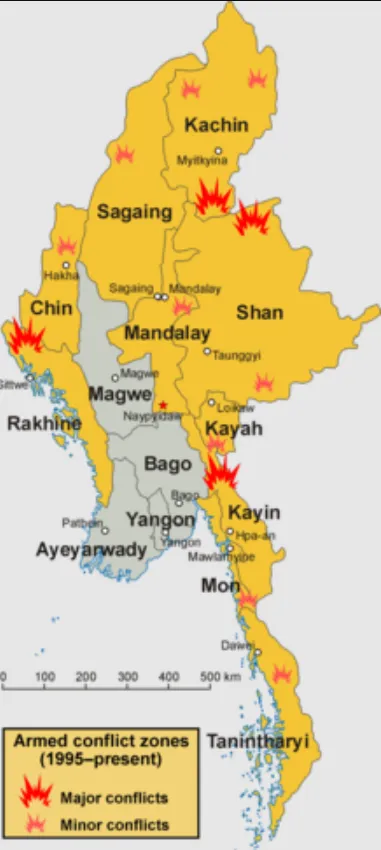 Kachin
Myitkyina
Sagaing
Sagaing
Mandalay
Hakha
Chin
Shan
Mandalay
Taunggyi
Magwe
Magwe
Sittwe
Naypyidaw
Loikaw
Rakhine
Kayah
Bago
Bago
Kayin
Pathein
Yangon
Yangon
Hpa-an
Ayeyarwady
Mawlamyine
Mon
Dawei
0 100 200 300 400 500 km
Tanintharyi
Armed conflict zones
(1995–present)
Major conflicts
Minor conflicts